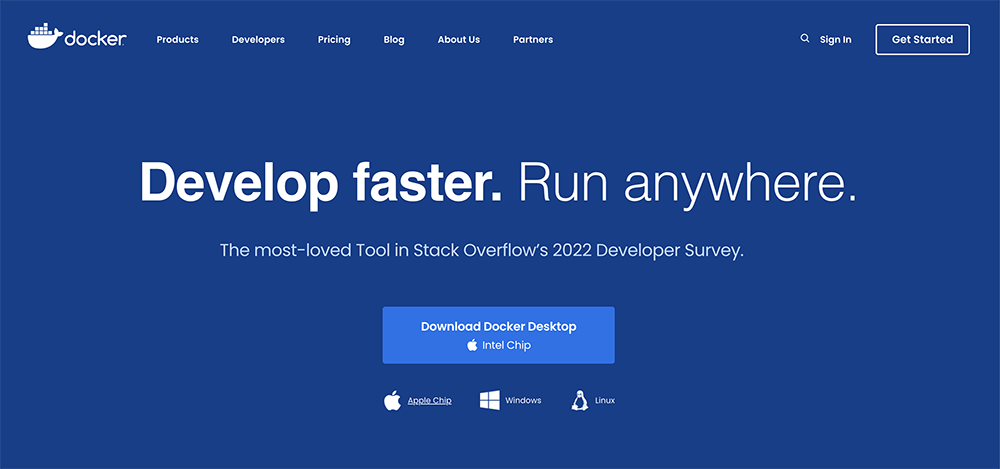 docker Products Developers Pricing Blog About Us Partners Sign In Get Started
Develop faster. Run anywhere.
The most-loved Tool in Stack Overflow's 2022 Developer Survey.
Download Docker Desktop
Intel Chip
Apple Chip Windows Linux